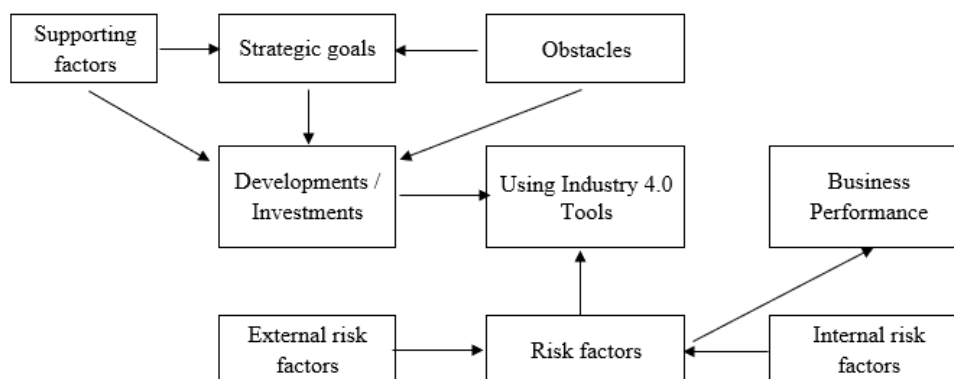 Supporting
factors
Strategic goals
Obstacles
Developments /
Investments
Using Industry 4.0
Tools
Business
Performance
External risk
factors
Risk factors
Internal risk
factors